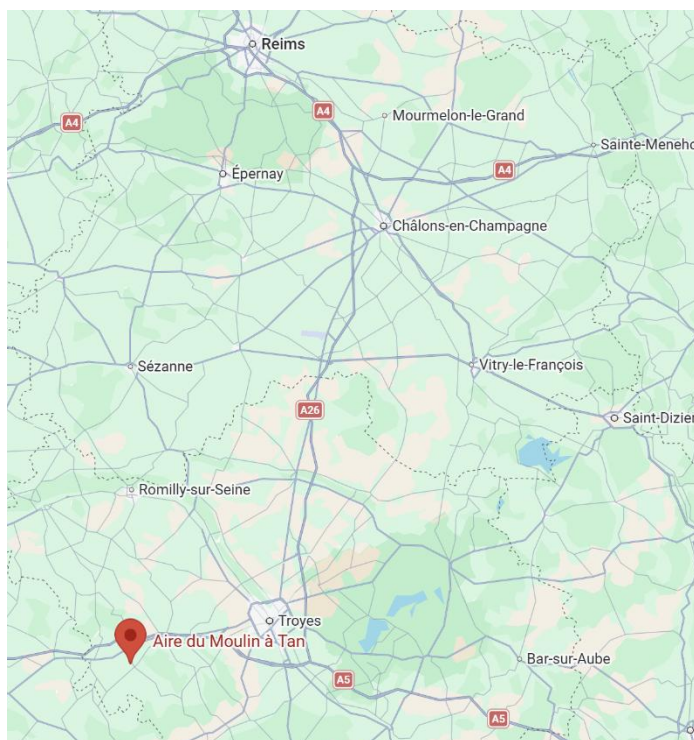 Reims
A4
A4
Mourmelon-le-Grand
Sainte-Meneho
A4
Épernay
Châlons-en-Champagne
Sézanne
Vitry-le-François
A26
Saint-Dizier
Romilly-sur-Seine
Troyes
Aire du Moulin à Tan
Bar-sur-Aube
A5
A5